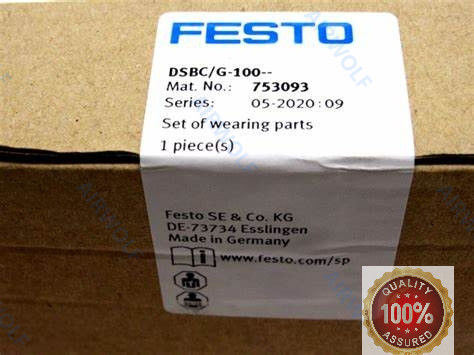 FESTO
DSBC/G-100--
Mat. No.: 753093
Series: 05-2020:09
Set of wearing parts
1 piece(s)
Festo SE & Co. KG
DE-73734 Esslingen
Made in Germany
www.festo.com/sp
QUALITY
100%
ASSURED